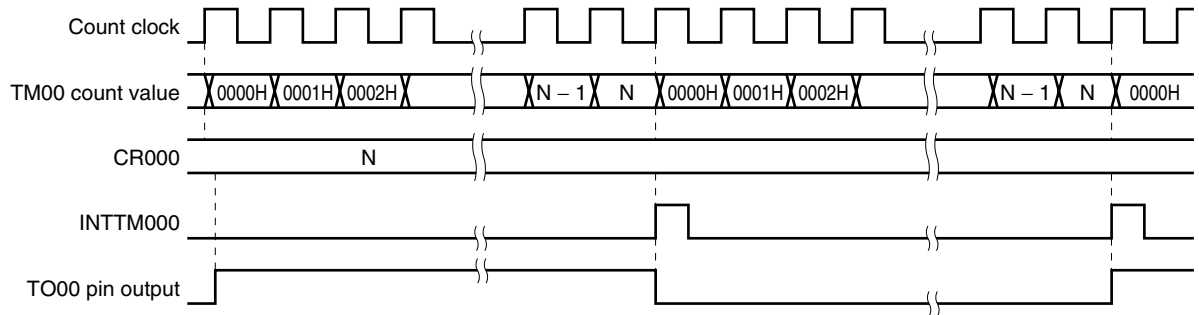 Count clock
TM00 count value 0000H 0001H 0002H N − 1 N 0000H 0001H 0002H N − 1 N 0000H
CR000 N
INTTM000
TO00 pin output